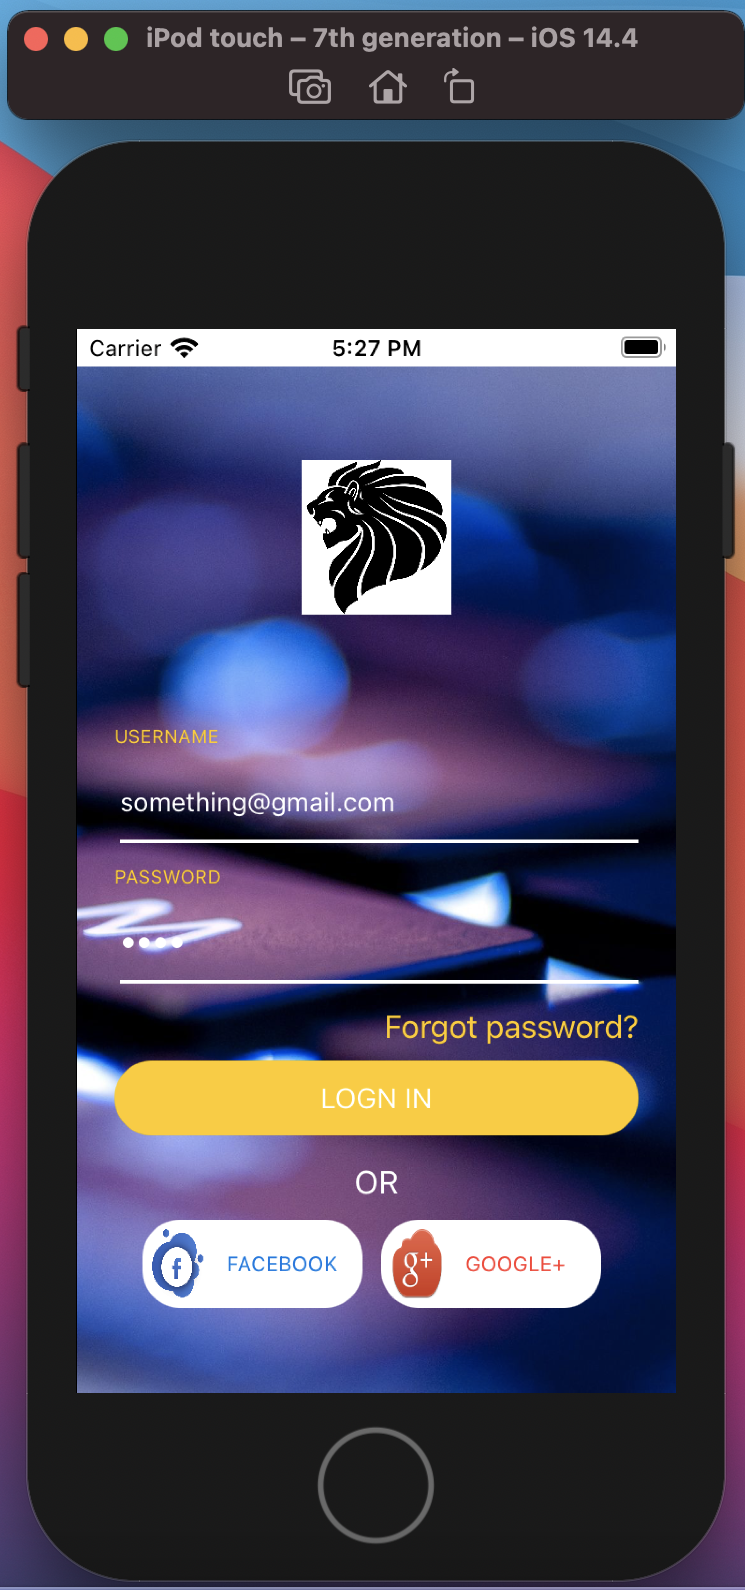 iPod touch – 7th generation – iOS 14.4
Carrier 5:27 PM
USERNAME
something@gmail.com
PASSWORD
••••
Forgot password?
LOGN IN
OR
f FACEBOOK g+ GOOGLE+